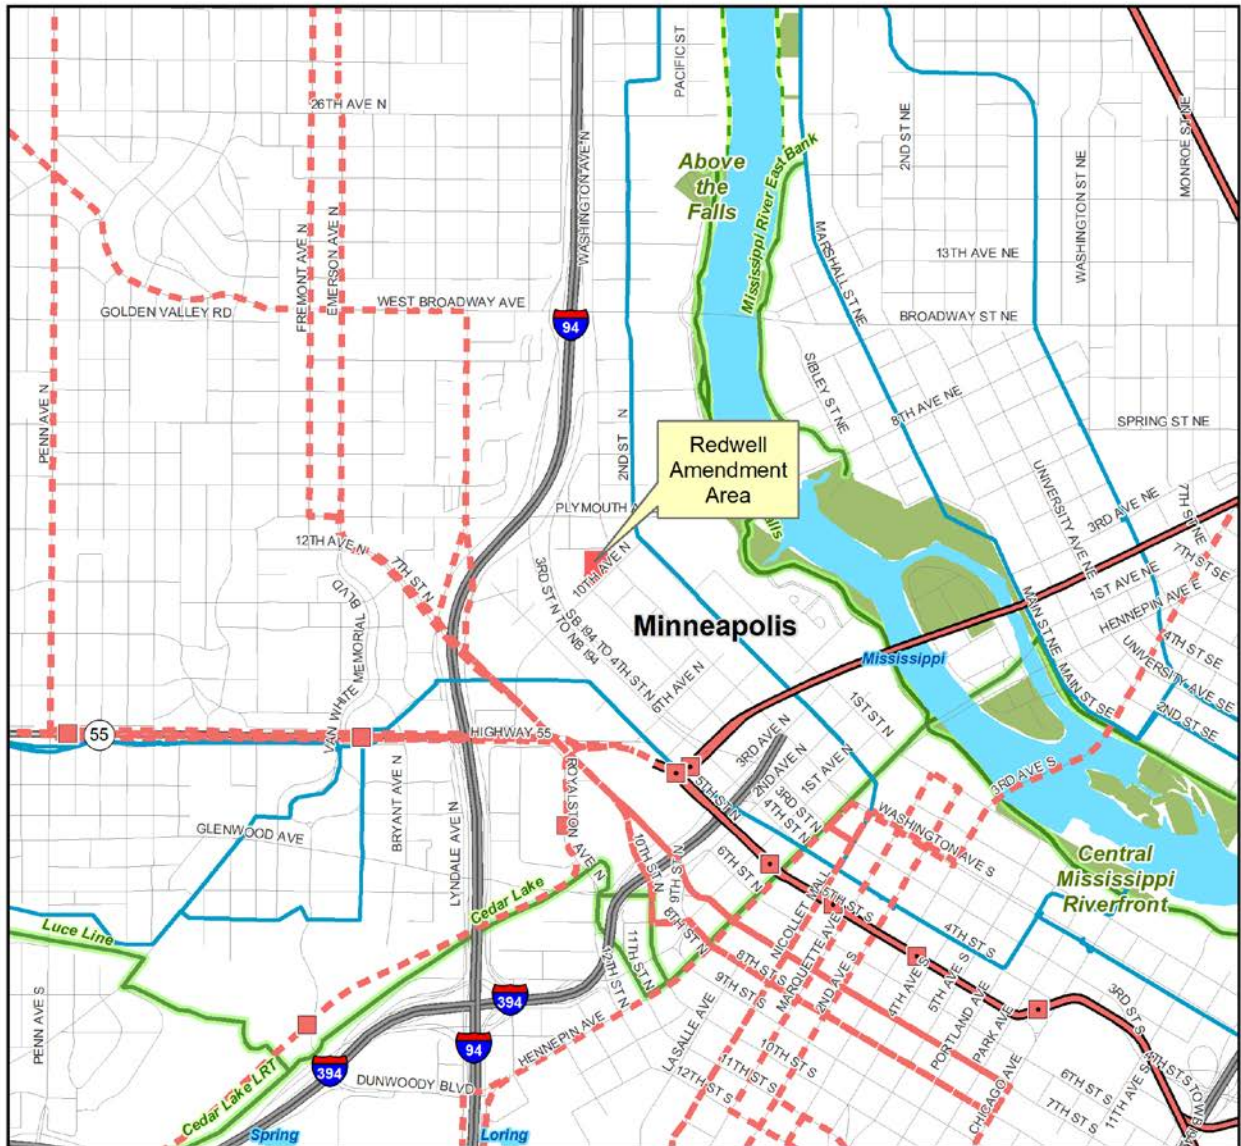 PACIFIC ST
26TH AVE N
WASHINGTON AVE N
2ND ST NE
MONROE ST NE
WASHINGTON ST NE
Above
the
Falls
Mississippi River East Bank
FREMONT AVE N
EMERSON AVE N
MARSHALL ST NE
13TH AVE NE
GOLDEN VALLEY RD
WEST BROADWAY AVE
94
BROADWAY ST NE
SIBLEY ST NE
8TH AVE NE
PENN AVE N
SPRING ST NE
2ND ST N
Redwell
Amendment
Area
UNIVERSITY AVE NE
3RD AVE NE
7TH ST NE
PLYMOUTH A
alls
12TH AVE N
7TH ST N
10TH AVE N
7TH ST SE
1ST AVE NE
HENNEPIN AVE E
3RD ST N TO NB I94
SB I94 TO 4TH ST N
VAN WHITE MEMORIAL BLVD
Minneapolis
MAIN ST NE
MAIN ST SE
4TH ST SE
UNIVERSITY AVE SE
Mississippi
6TH AVE N
2ND ST SE
1ST ST N
55
HIGHWAY 55
3RD AVE N
2ND AVE N
1ST AVE N
3RD AVE S
ROYALSTON AVE N
5TH ST N
3RD ST N
4TH ST N
BRYANT AVE N
GLENWOOD AVE
LYNDALE AVE N
WASHINGTON AVE S
10TH ST N
9TH ST N
6TH ST N
Central
Mississippi
Riverfront
Cedar Lake
NICOLLET MALL
5TH ST S
MARQUETTE AVE
4TH ST S
Luce Line
8TH ST N
11TH ST N
12TH ST N
8TH ST S
9TH ST S
2ND AVE S
4TH AVE S
5TH AVE S
PORTLAND AVE
PARK AVE
3RD ST S
394
PENN AVE S
HENNEPIN AVE
LASALLE AVE
94
394
10TH ST S
11TH ST S
12TH ST S
CHICAGO AVE
6TH ST S
7TH ST S
11TH AVE S
DUNWOODY BLVD
Cedar Lake LRT
Spring
Loring